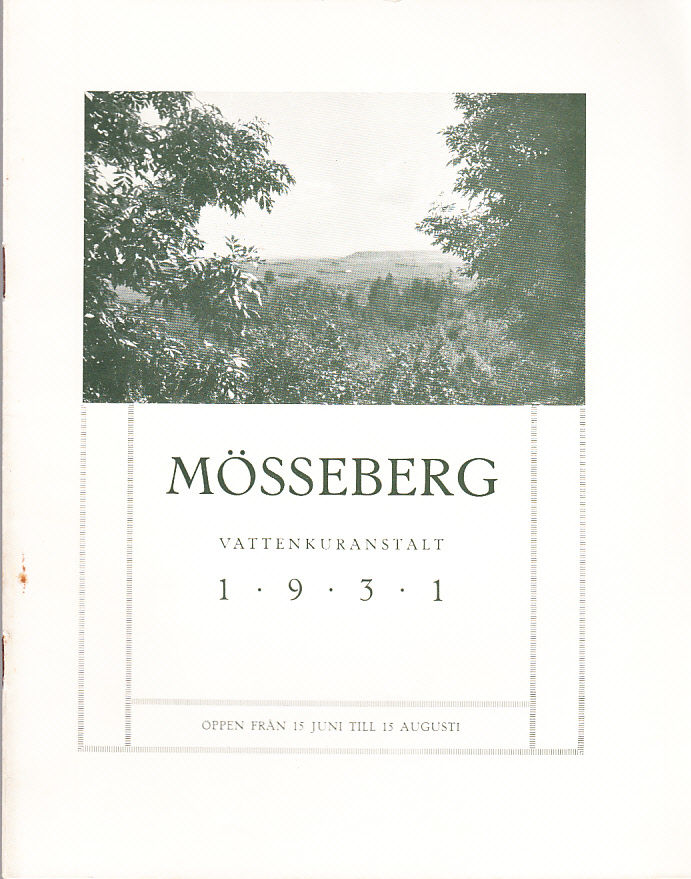 MÖSSEBERG
VATTENKURANSTALT
1 · 9 · 3 · 1
ÖPPEN FRÅN 15 JUNI TILL 15 AUGUSTI